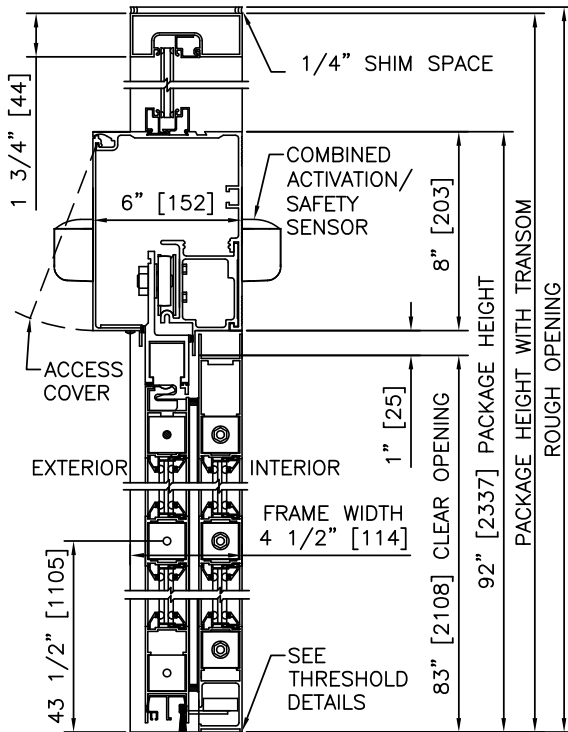 1/4" SHIM SPACE
1 3/4" [44]
COMBINED
ACTIVATION/
SAFETY
SENSOR
6" [152]
8" [203]
ACCESS
COVER
1" [25]
EXTERIOR
INTERIOR
FRAME WIDTH
4 1/2" [114]
43 1/2" [1105]
SEE
THRESHOLD
DETAILS
83" [2108] CLEAR OPENING
92" [2337] PACKAGE HEIGHT
PACKAGE HEIGHT WITH TRANSOM
ROUGH OPENING